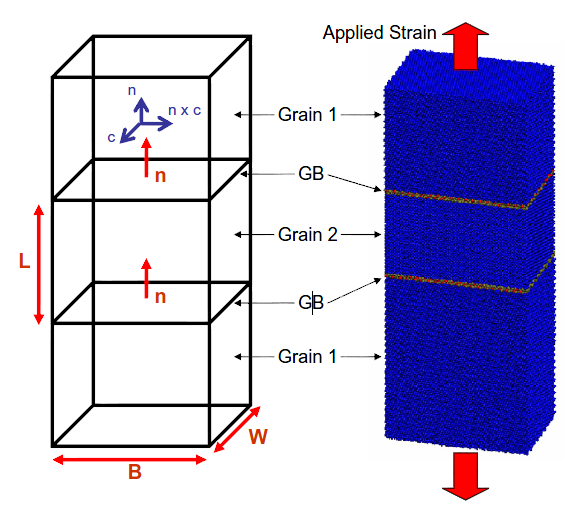 Applied Strain
n
n x c
c
Grain 1
n
GB
L
Grain 2
n
GB
Grain 1
W
B